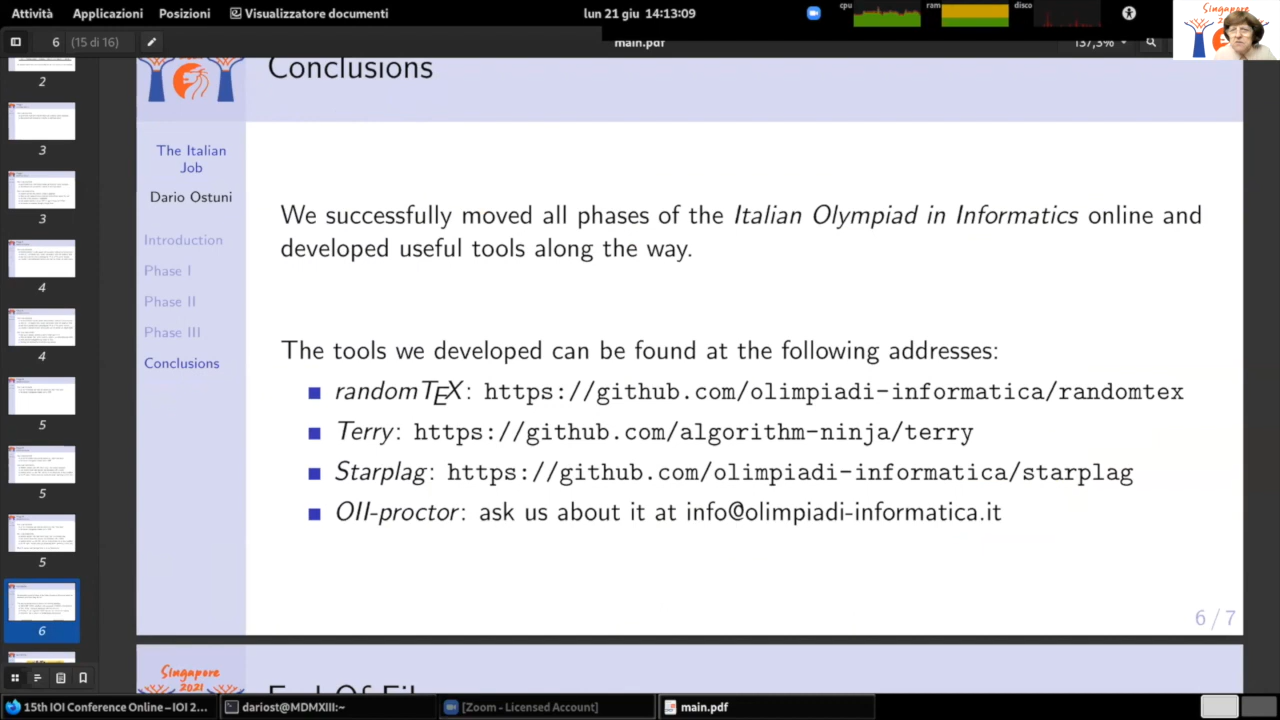 Attività
Applicazioni
Posizioni
Visualizzatore documenti
lun 21 giu 14:13:09
cpu
ram
disco
Singapore
6 (15 di 16)
main.pdf
137,3%
Conclusions
The Italian
Job
Dario Ostuni
Introduction
Phase I
Phase II
Phase III
Conclusions
We successfully moved all phases of the Italian Olympiad in Informatics online and
developed useful tools along the way.
The tools we developed can be found at the following addresses:
randomTEX: https://github.com/olimpiadi-informatica/randomtex
Terry: https://github.com/algorithm-ninja/terry
Starplag: https://github.com/olimpiadi-informatica/starplag
OII-proctor: ask us about it at info@olimpiadi-informatica.it
6 / 7
2
3
3
4
4
5
5
5
6
Singapore
2021
15th IOI Conference Online – IOI 2...
dariost@MDMXIII:~
[Zoom - Licensed Account]
main.pdf